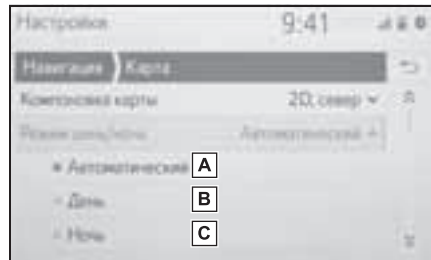 Настройки 9:41
Навигация Карта
Компоновка карты 2D, север
Режим день/ночь Автоматический
Автоматический A
День B
Ночь C